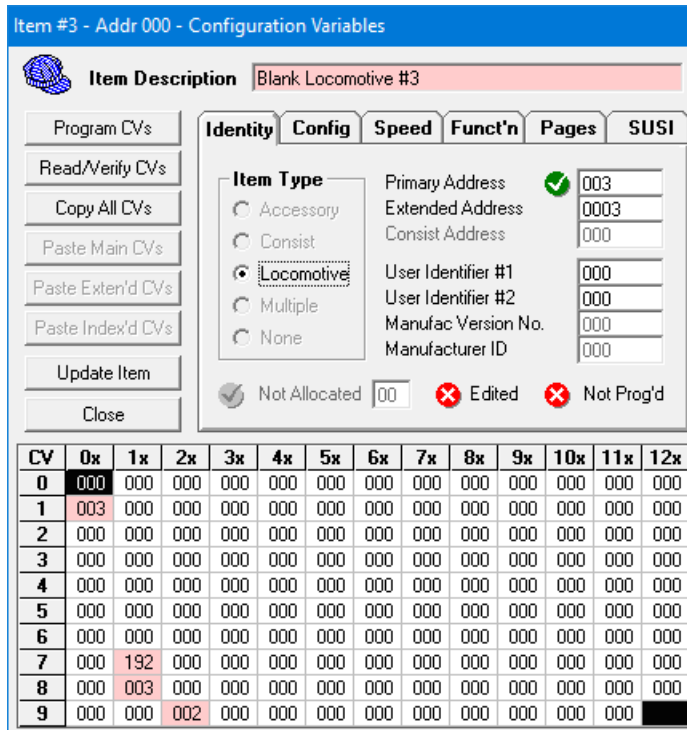 Item #3 - Addr 000 - Configuration Variables
Item Description Blank Locomotive #3
Program CVs
Read/Verify CVs
Copy All CVs
Paste Main CVs
Paste Exten'd CVs
Paste Index'd CVs
Update Item
Close
Identity Config Speed Funct'n Pages SUSI
Item Type
Accessory
Consist
Locomotive
Multiple
None
Primary Address 003
Extended Address 0003
Consist Address 000
User Identifier #1 000
User Identifier #2 000
Manufac Version No. 000
Manufacturer ID 000
Not Allocated 00 Edited Not Prog'd
CV 0x 1x 2x 3x 4x 5x 6x 7x 8x 9x 10x 11x 12x
0 000 000 000 000 000 000 000 000 000 000 000 000 000
1 003 000 000 000 000 000 000 000 000 000 000 000 000
2 000 000 000 000 000 000 000 000 000 000 000 000 000
3 000 000 000 000 000 000 000 000 000 000 000 000 000
4 000 000 000 000 000 000 000 000 000 000 000 000 000
5 000 000 000 000 000 000 000 000 000 000 000 000 000
6 000 000 000 000 000 000 000 000 000 000 000 000 000
7 000 192 000 000 000 000 000 000 000 000 000 000 000
8 000 003 000 000 000 000 000 000 000 000 000 000 000
9 000 000 002 000 000 000 000 000 000 000 000 000